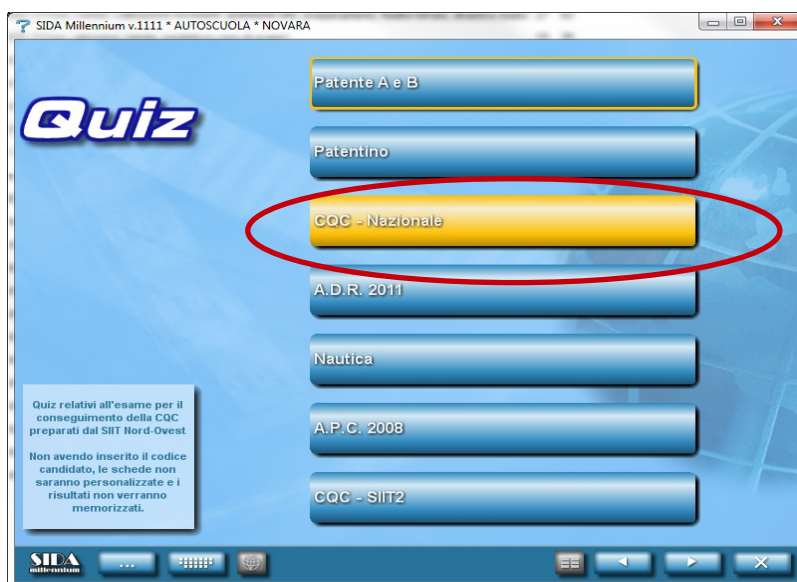 SIDA Millennium v.1111 * AUTOSCUOLA * NOVARA
Quiz
Patente A e B
Patentino
CQC - Nazionale
A.D.R. 2011
Nautica
A.P.C. 2008
CQC - SIIT2
Quiz relativi all'esame per il
conseguimento della CQC
preparati dal SIIT Nord-Ovest
Non avendo inserito il codice
candidato, le schede non
saranno personalizzate e i
risultati non verranno
memorizzati.
SIDA
millennium
...